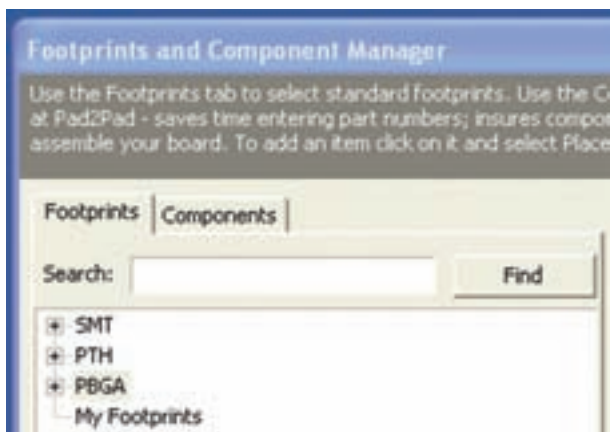 Footprints and Component Manager
Use the Footprints tab to select standard footprints. Use the C
at Pad2Pad - saves time entering part numbers; insures compo
assemble your board. To add an item click on it and select Place
Footprints Components
Search: Find
SMT
PTH
PBGA
My Footprints